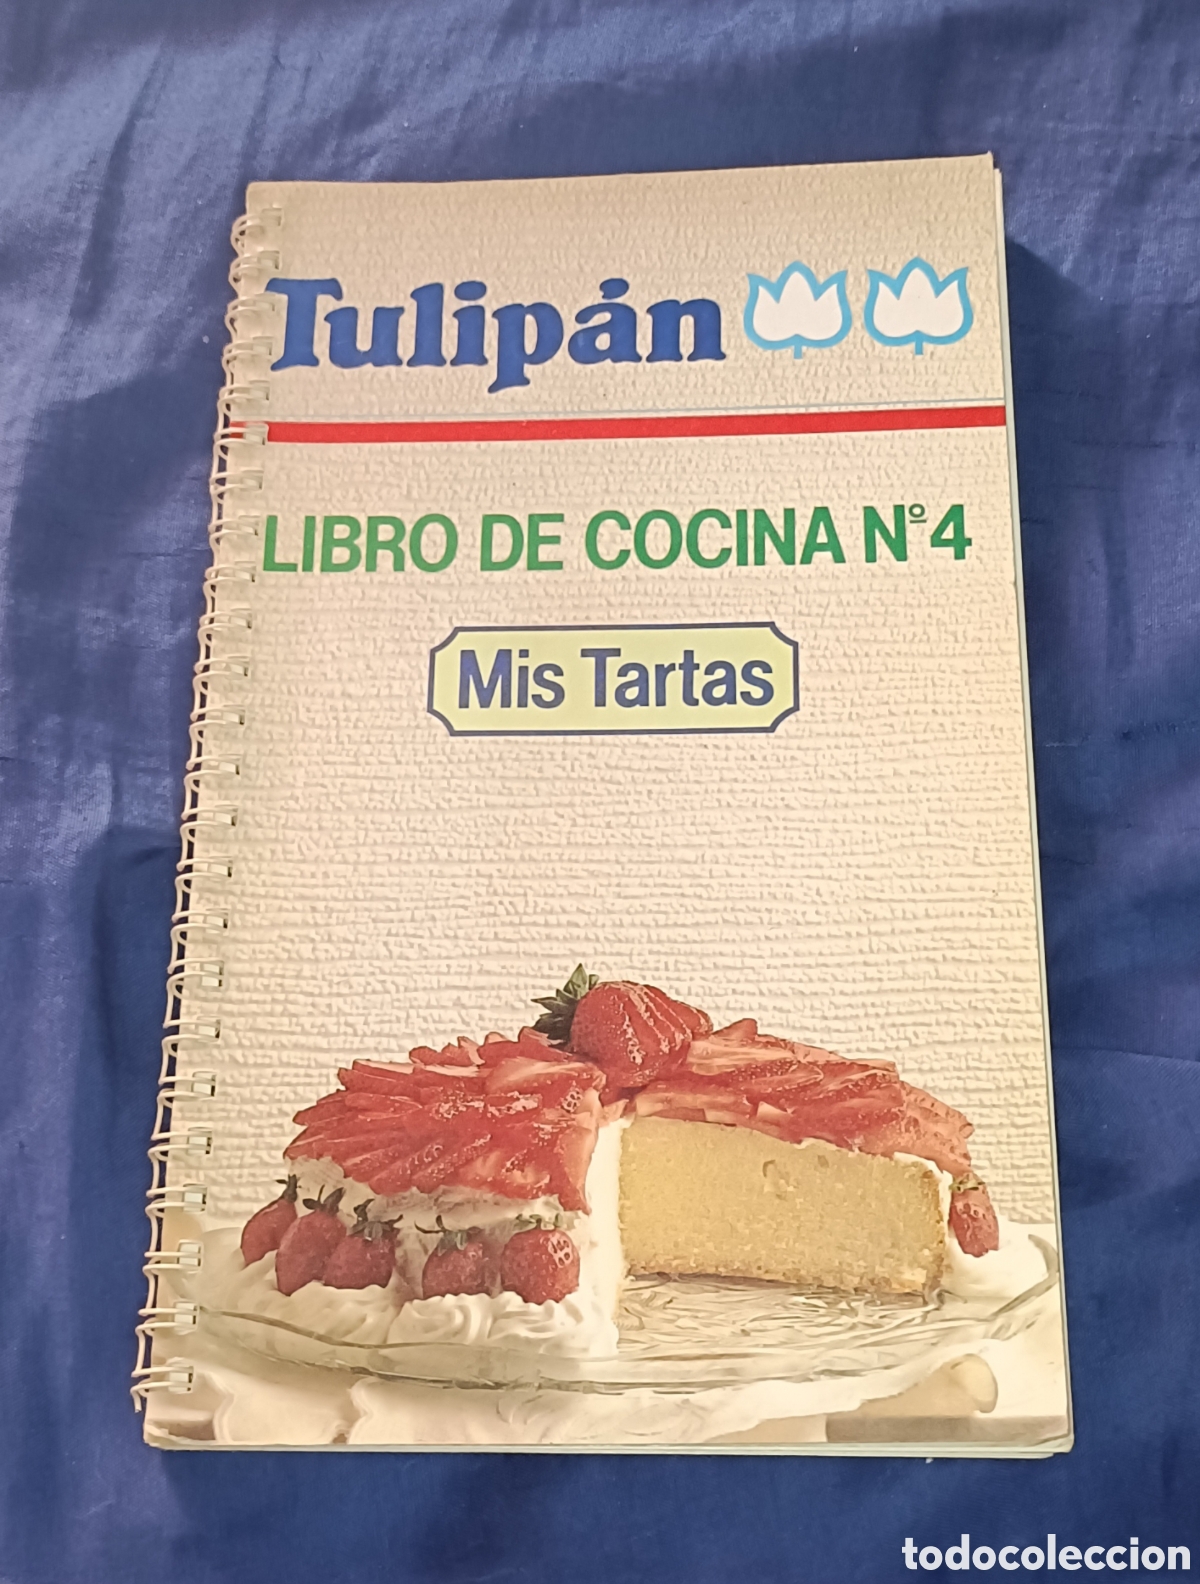 Tulipán
LIBRO DE COCINA Nº4
Mis Tartas
todocoleccion